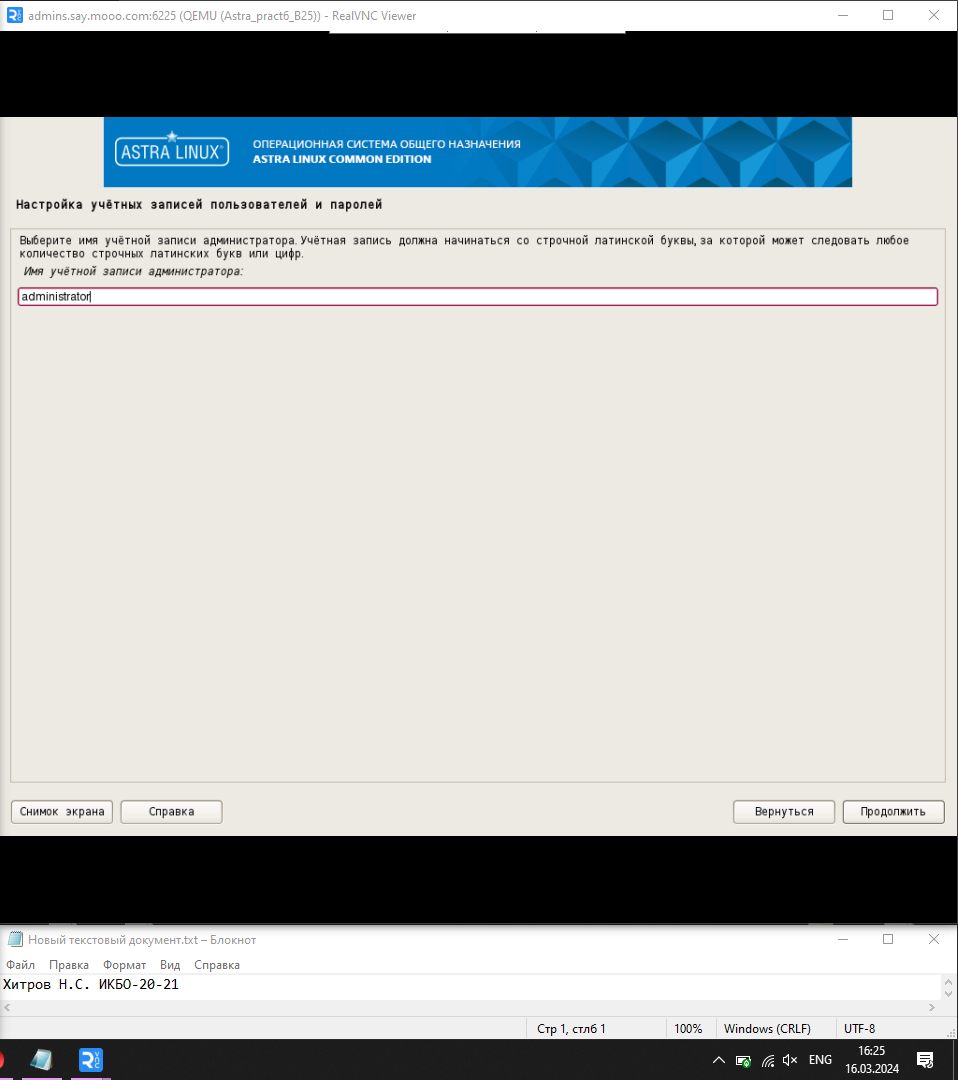 admins.say.mooo.com:6225 (QEMU (Astra_pract6_B25)) - RealVNC Viewer
ASTRA LINUX®
ОПЕРАЦИОННАЯ СИСТЕМА ОБЩЕГО НАЗНАЧЕНИЯ
ASTRA LINUX COMMON EDITION
Настройка учётных записей пользователей и паролей
Выберите имя учётной записи администратора. Учётная запись должна начинаться со строчной латинской буквы, за которой может следовать любое
количество строчных латинских букв или цифр.
Имя учётной записи администратора:
administrator
Снимок экрана Справка Вернуться Продолжить
Новый текстовый документ.txt – Блокнот
Файл Правка Формат Вид Справка
Хитров Н.С. ИКБО-20-21
Стр 1, стлб 1 100% Windows (CRLF) UTF-8
ENG
16:25
16.03.2024